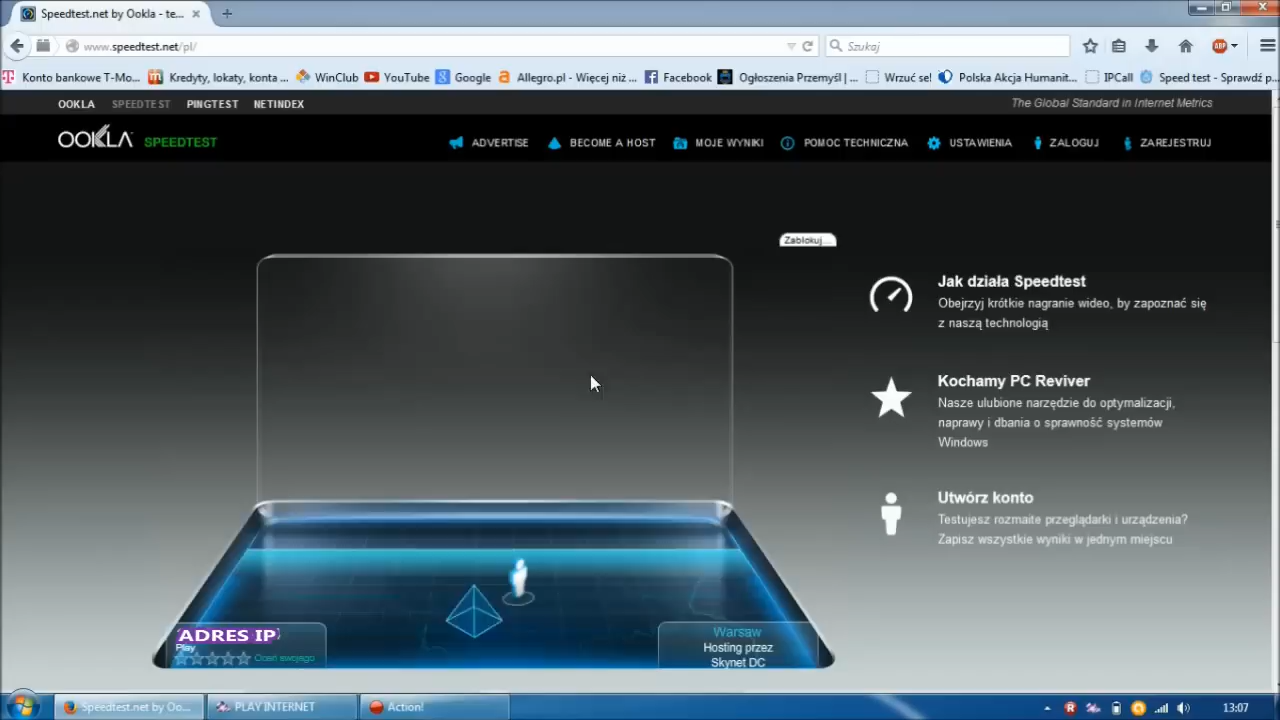 Speedtest.net by Ookla - te...
www.speedtest.net/pl/
Szukaj
Konto bankowe T-Mo...
Kredyty, lokaty, konta ...
WinClub
YouTube
Google
Allegro.pl - Więcej niż ...
Facebook
Ogłoszenia Przemyśl | ...
Wrzuć se!
Polska Akcja Humanit...
IPCall
Speed test - Sprawdź p...
OOKLA SPEEDTEST PINGTEST NETINDEX
The Global Standard in Internet Metrics
OOKLA SPEEDTEST
ADVERTISE
BECOME A HOST
MOJE WYNIKI
POMOC TECHNICZNA
USTAWIENIA
ZALOGUJ
ZAREJESTRUJ
Zablokuj...
Jak działa Speedtest
Obejrzyj krótkie nagranie wideo, by zapoznać się
z naszą technologią
Kochamy PC Reviver
Nasze ulubione narzędzie do optymalizacji,
naprawy i dbania o sprawność systemów
Windows
Utwórz konto
Testujesz rozmaite przeglądarki i urządzenia?
Zapisz wszystkie wyniki w jednym miejscu
ADRES IP
Play
Oceń swojego
Warsaw
Hosting przez
Skynet DC
Speedtest.net by Oo...
PLAY INTERNET
Action!
13:07